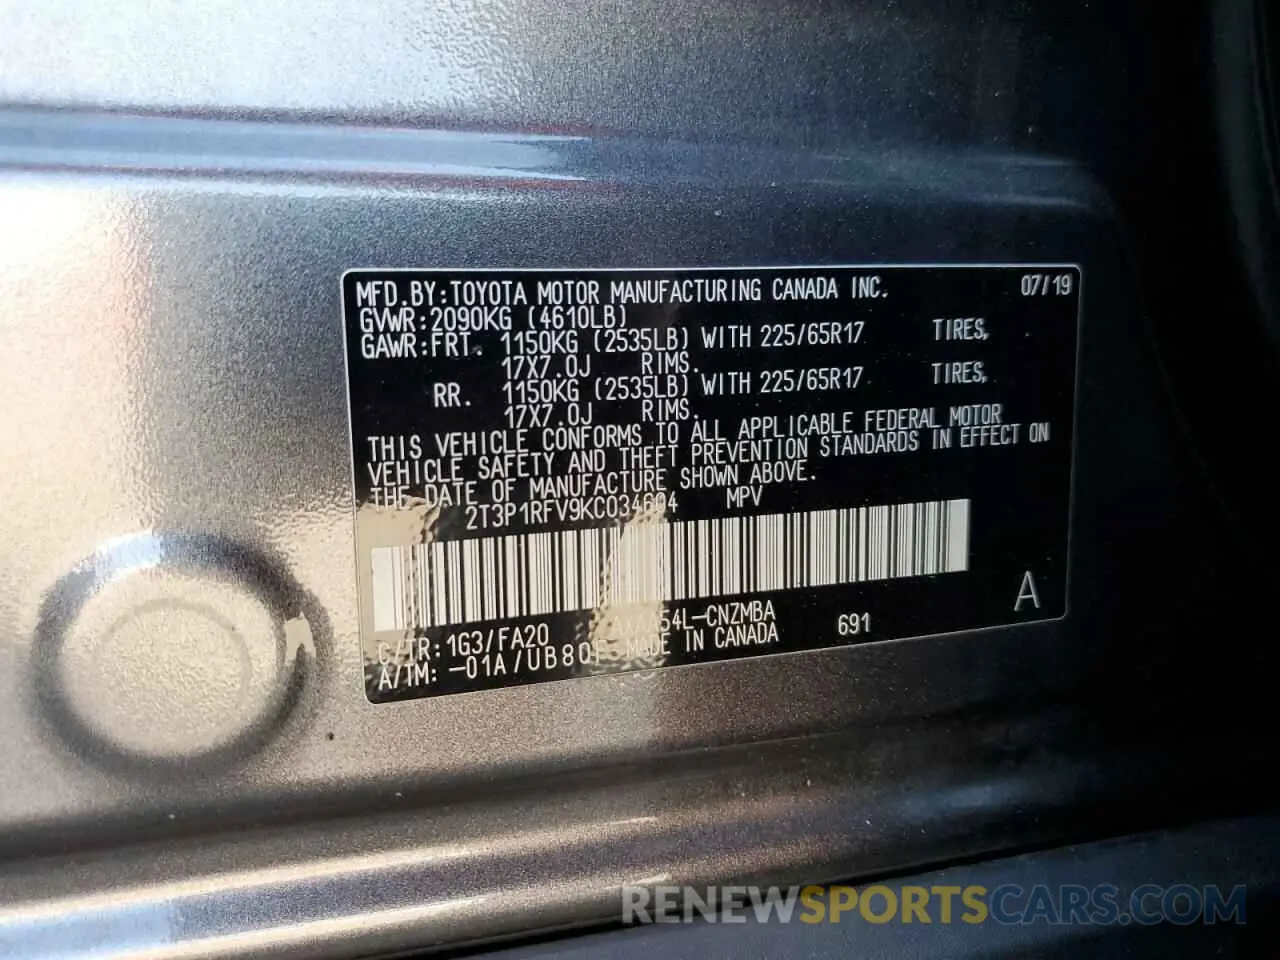 MFD.BY:TOYOTA MOTOR MANUFACTURING CANADA INC. 07/19
GVWR:2090KG (4610LB)
GAWR:FRT. 1150KG (2535LB) WITH 225/65R17 TIRES,
17X7.0J RIMS.
RR. 1150KG (2535LB) WITH 225/65R17 TIRES,
17X7.0J RIMS.
THIS VEHICLE CONFORMS TO ALL APPLICABLE FEDERAL MOTOR
VEHICLE SAFETY AND THEFT PREVENTION STANDARDS IN EFFECT ON
THE DATE OF MANUFACTURE SHOWN ABOVE.
2T3P1RFV9KC034604 MPV
A
C/TR:1G3/FA20 691
A/TM:-01A/UB80F MADE IN CANADA
RENEWSPORTSCARS.COM